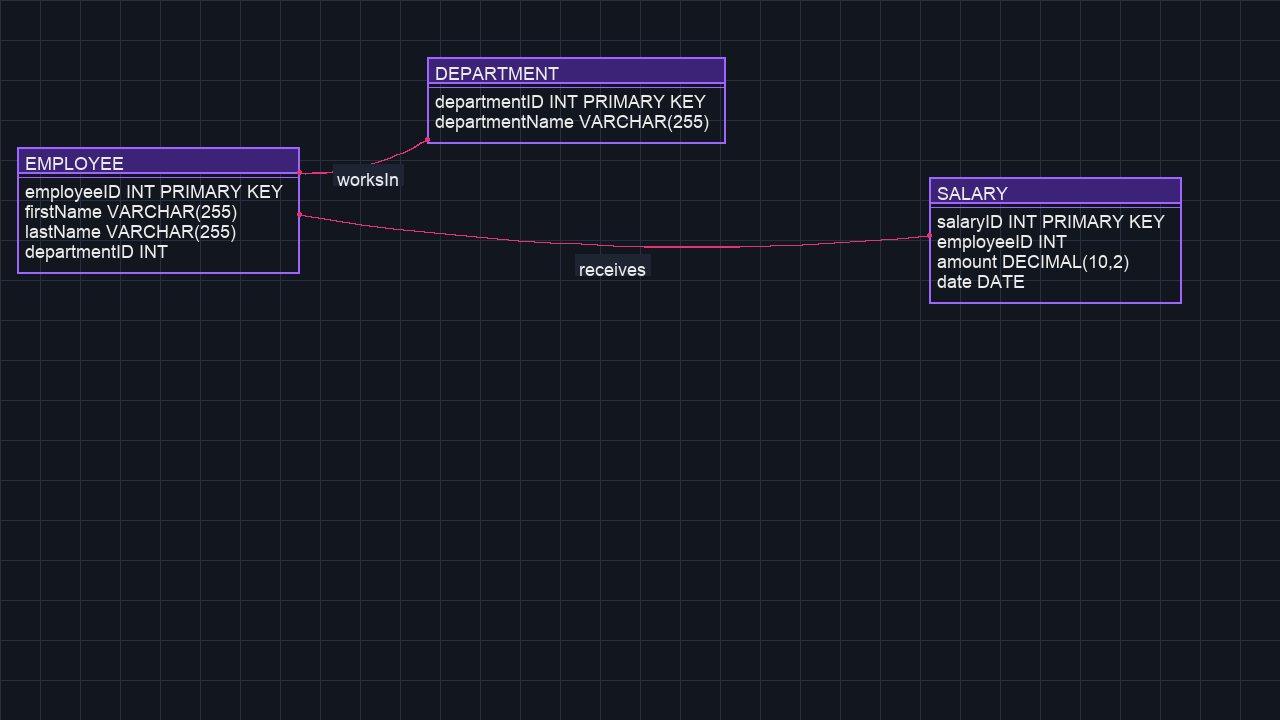 DEPARTMENT
departmentID INT PRIMARY KEY
departmentName VARCHAR(255)
EMPLOYEE
employeeID INT PRIMARY KEY
firstName VARCHAR(255)
lastName VARCHAR(255)
departmentID INT
worksIn
receives
SALARY
salaryID INT PRIMARY KEY
employeeID INT
amount DECIMAL(10,2)
date DATE